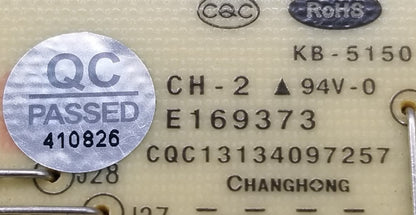 CQC
RoHS
KB-5150
QC
PASSED
410826
CH-2 ▲ 94V-0
E169373
CQC13134097257
CHANGHONG
J28
J27